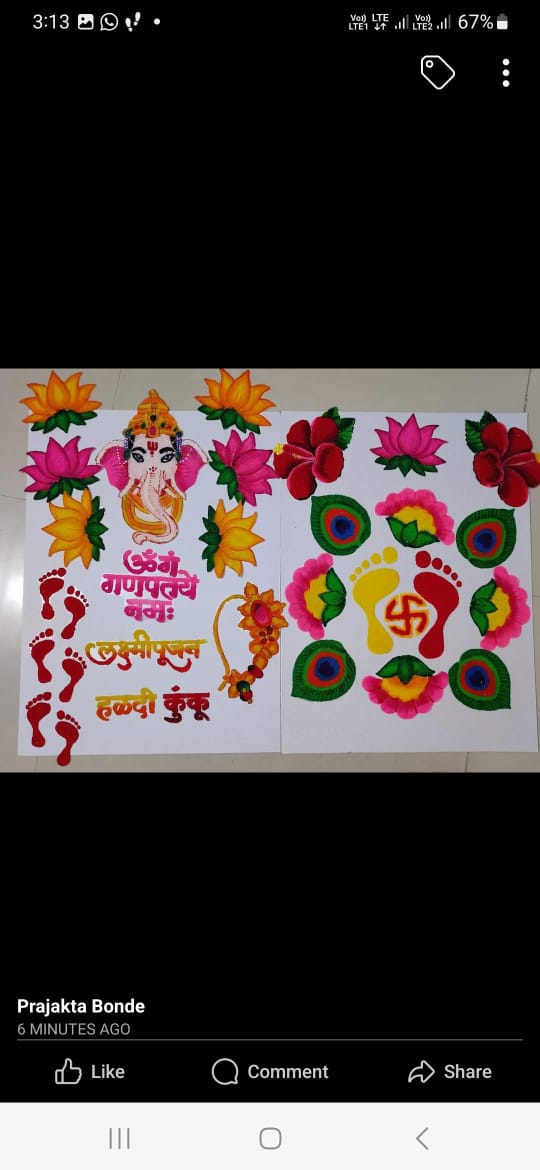 3:13
Vo)) LTE Vo)) 67%
LTE1 LTE2
ॐ गं
गणपतये
नमः
लक्ष्मीपूजन
हळदी कुंकू
Prajakta Bonde
6 MINUTES AGO
Like Comment Share